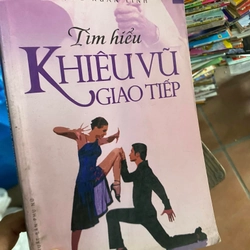 Tìm hiểu
KHIÊU VŨ
GIAO TIẾP